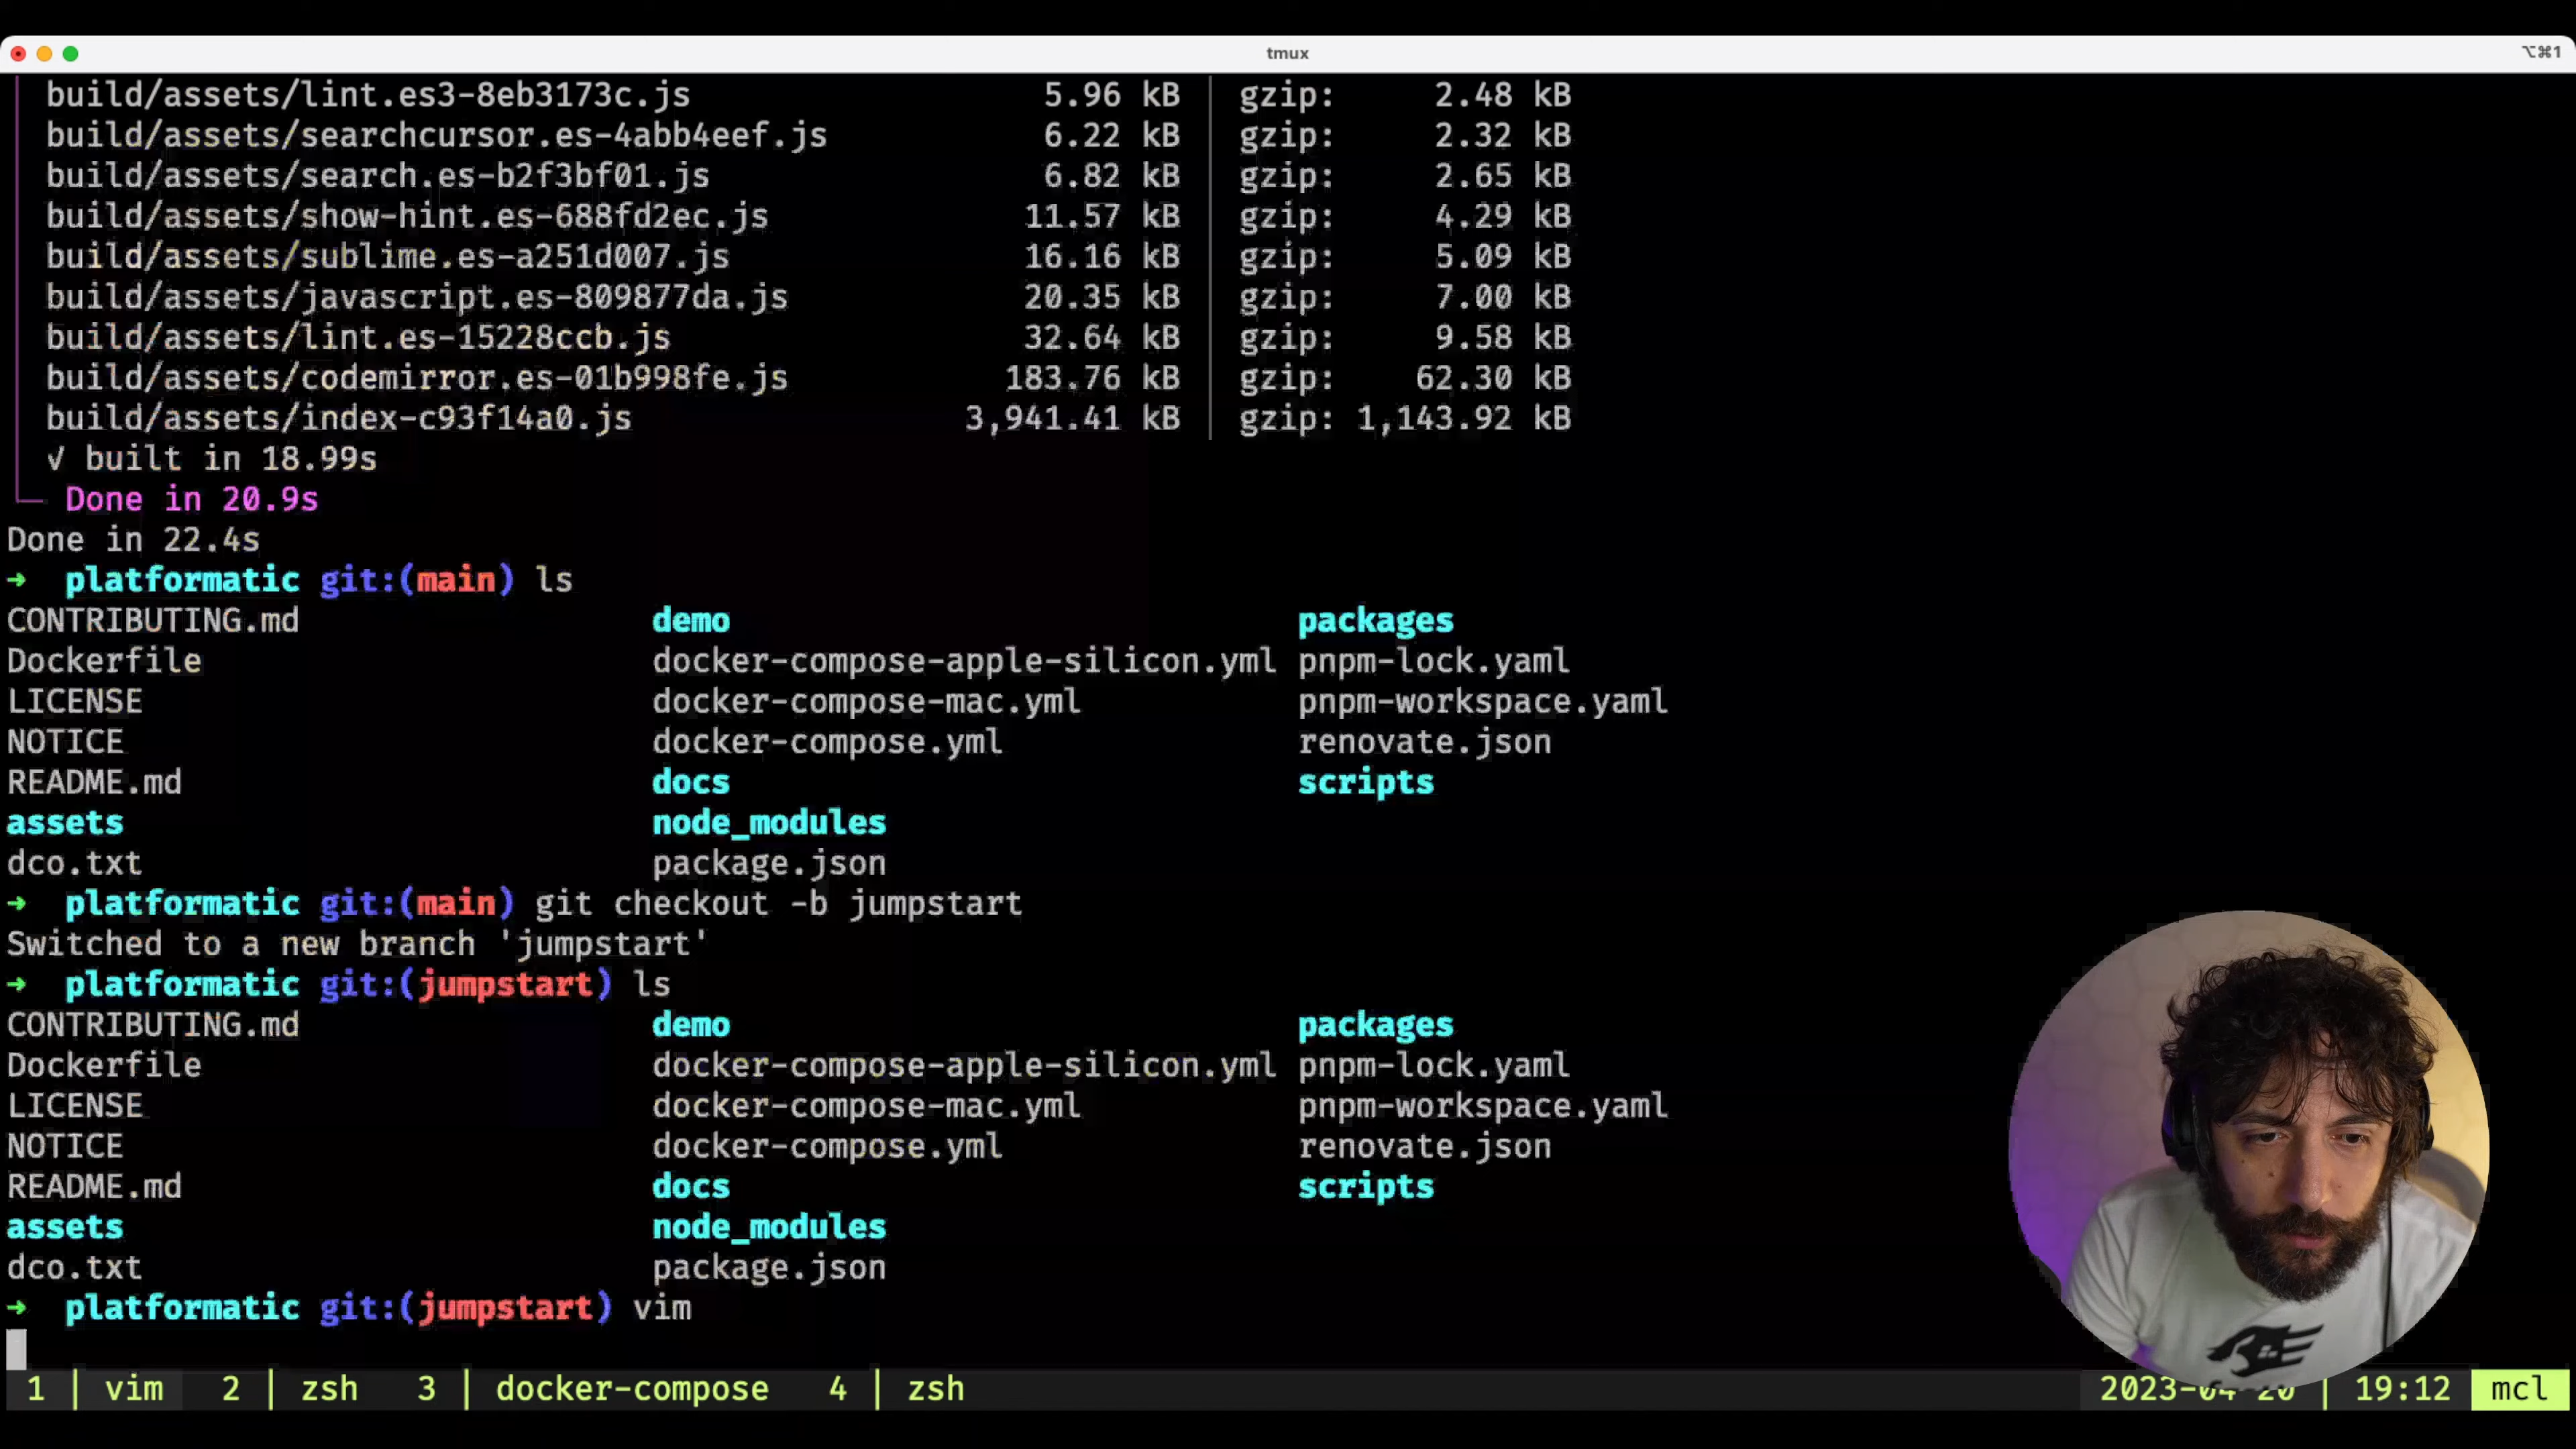 tmux
⌥⌘1
build/assets/lint.es3-8eb3173c.js 5.96 kB │ gzip: 2.48 kB
build/assets/searchcursor.es-4abb4eef.js 6.22 kB │ gzip: 2.32 kB
build/assets/search.es-b2f3bf01.js 6.82 kB │ gzip: 2.65 kB
build/assets/show-hint.es-688fd2ec.js 11.57 kB │ gzip: 4.29 kB
build/assets/sublime.es-a251d007.js 16.16 kB │ gzip: 5.09 kB
build/assets/javascript.es-809877da.js 20.35 kB │ gzip: 7.00 kB
build/assets/lint.es-15228ccb.js 32.64 kB │ gzip: 9.58 kB
build/assets/codemirror.es-01b998fe.js 183.76 kB │ gzip: 62.30 kB
build/assets/index-c93f14a0.js 3,941.41 kB │ gzip: 1,143.92 kB
✓ built in 18.99s
└─ Done in 20.9s
Done in 22.4s
➜ platformatic git:(main) ls
CONTRIBUTING.md demo packages
Dockerfile docker-compose-apple-silicon.yml pnpm-lock.yaml
LICENSE docker-compose-mac.yml pnpm-workspace.yaml
NOTICE docker-compose.yml renovate.json
README.md docs scripts
assets node_modules
dco.txt package.json
➜ platformatic git:(main) git checkout -b jumpstart
Switched to a new branch 'jumpstart'
➜ platformatic git:(jumpstart) ls
CONTRIBUTING.md demo packages
Dockerfile docker-compose-apple-silicon.yml pnpm-lock.yaml
LICENSE docker-compose-mac.yml pnpm-workspace.yaml
NOTICE docker-compose.yml renovate.json
README.md docs scripts
assets node_modules
dco.txt package.json
➜ platformatic git:(jumpstart) vim
1 | vim 2 | zsh 3 | docker-compose 4 | zsh 2023-04-20 | 19:12 mcl